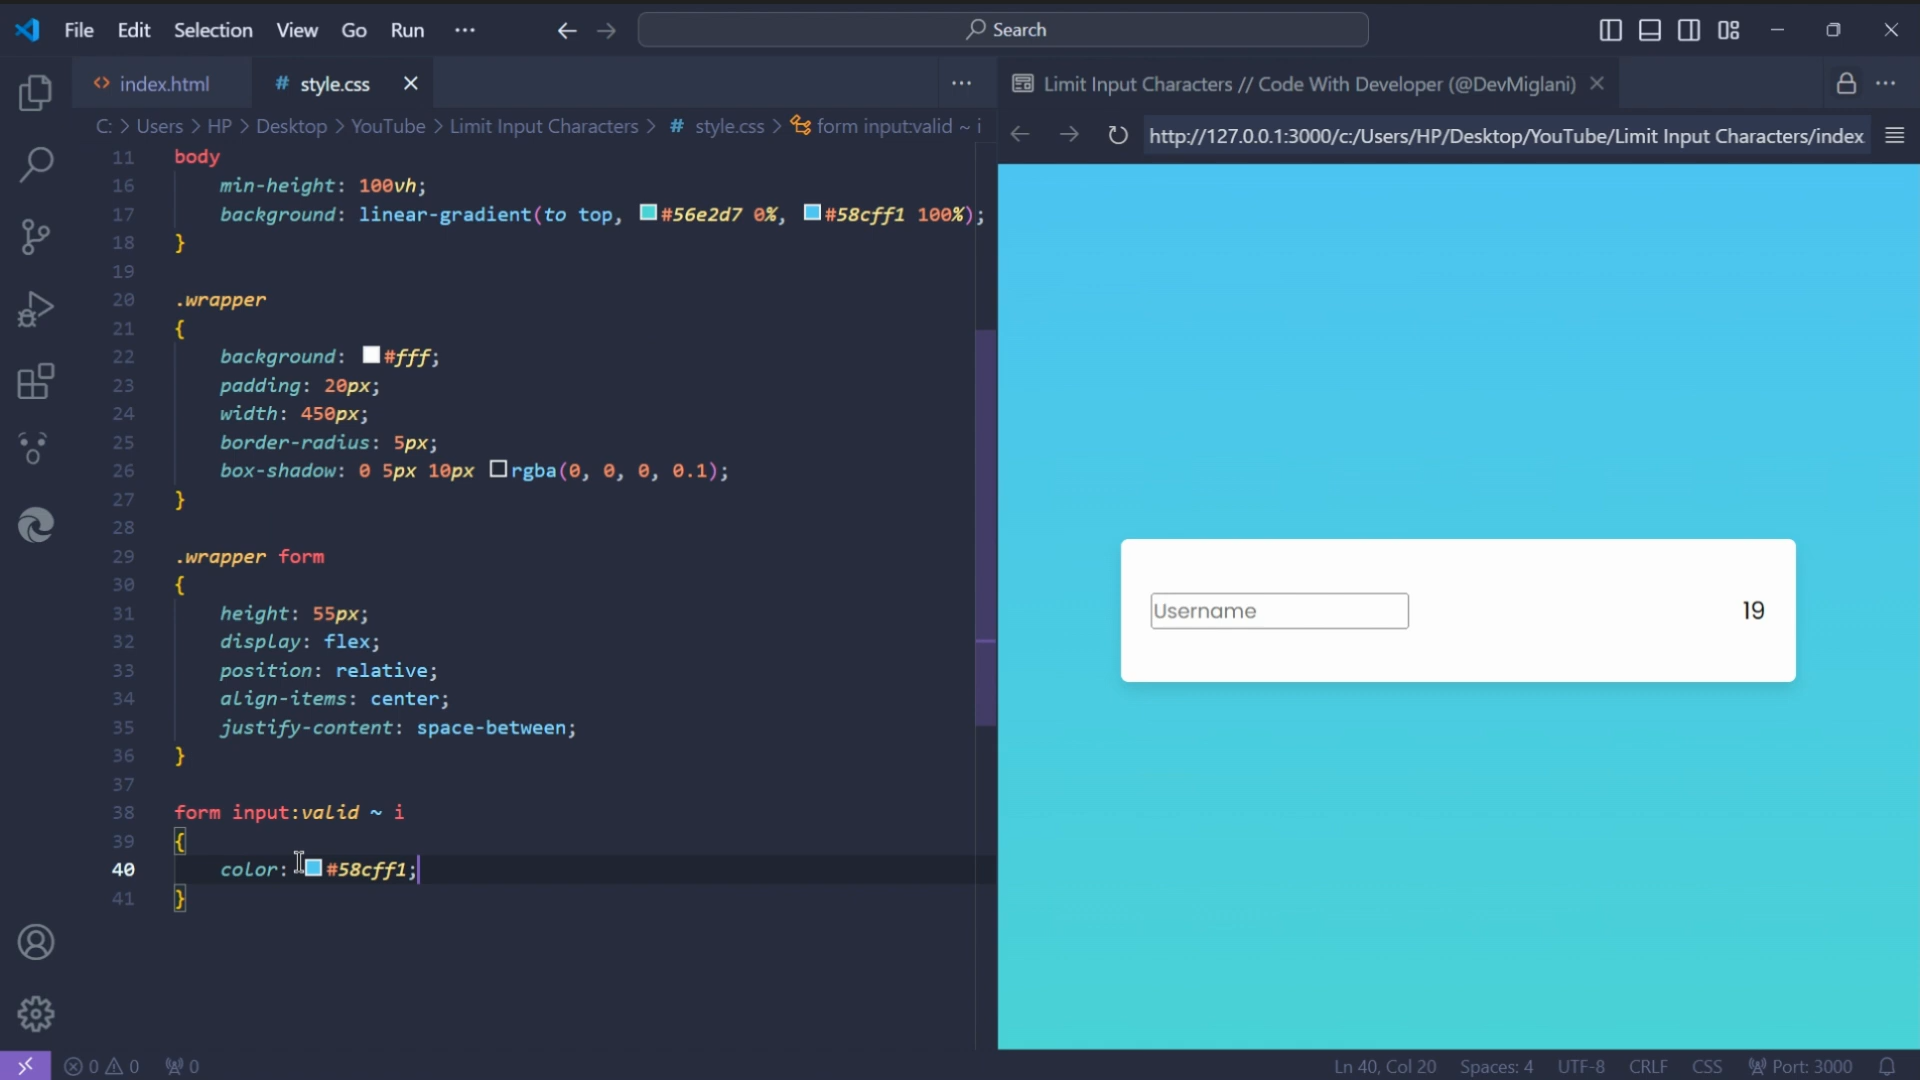 File Edit Selection View Go Run ··· Search
index.html # style.css ···
C: > Users > HP > Desktop > YouTube > Limit Input Characters > # style.css > form input:valid ~ i
11 body
16 min-height: 100vh;
17 background: linear-gradient(to top, #56e2d7 0%, #58cff1 100%);
18 }
19
20 .wrapper
21 {
22 background: #fff;
23 padding: 20px;
24 width: 450px;
25 border-radius: 5px;
26 box-shadow: 0 5px 10px rgba(0, 0, 0, 0.1);
27 }
28
29 .wrapper form
30 {
31 height: 55px;
32 display: flex;
33 position: relative;
34 align-items: center;
35 justify-content: space-between;
36 }
37
38 form input:valid ~ i
39 {
40 color: #58cff1;
41 }
Limit Input Characters // Code With Developer (@DevMiglani) ···
http://127.0.0.1:3000/c:/Users/HP/Desktop/YouTube/Limit Input Characters/index
Username 19
0 0 0 Ln 40, Col 20 Spaces: 4 UTF-8 CRLF CSS Port: 3000